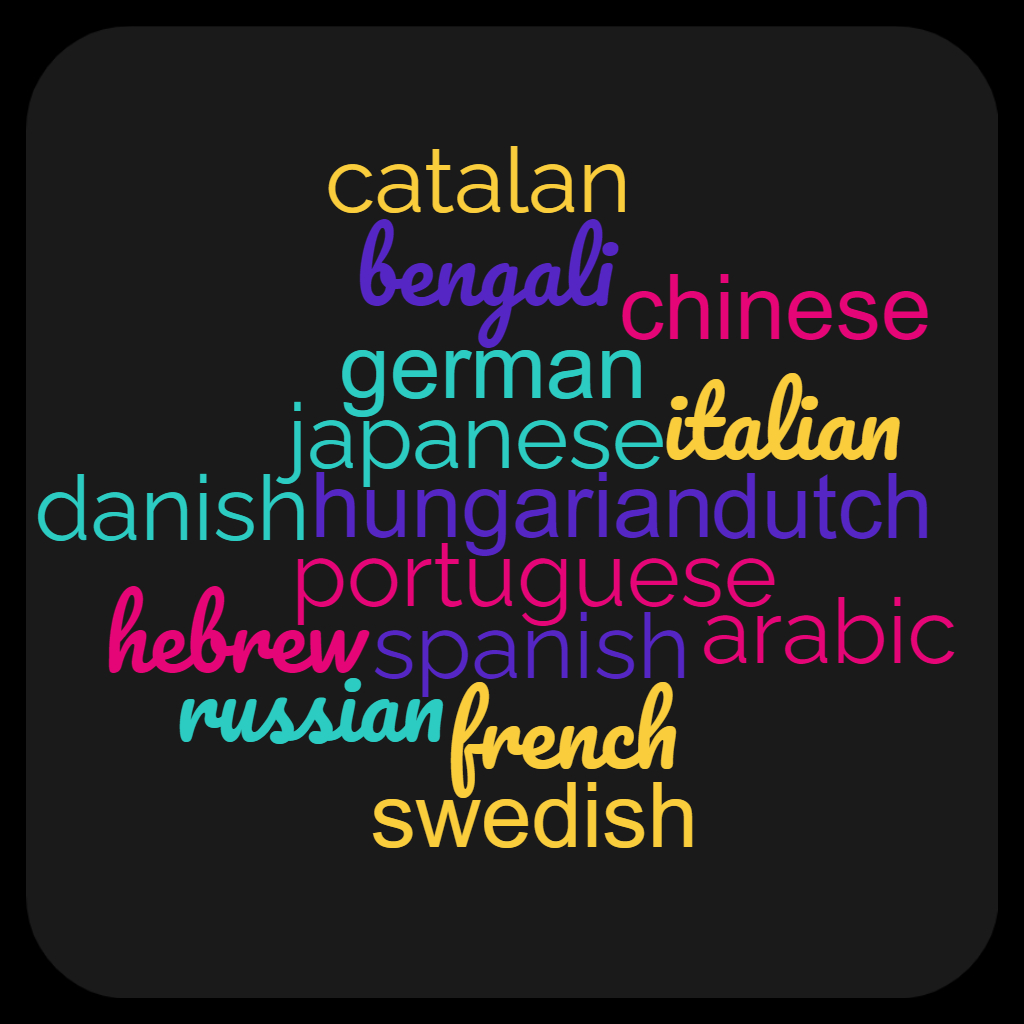 catalan
bengali
chinese
german
italian
japanese
danish hungarian dutch
portuguese
hebrew spanish arabic
russian french
swedish